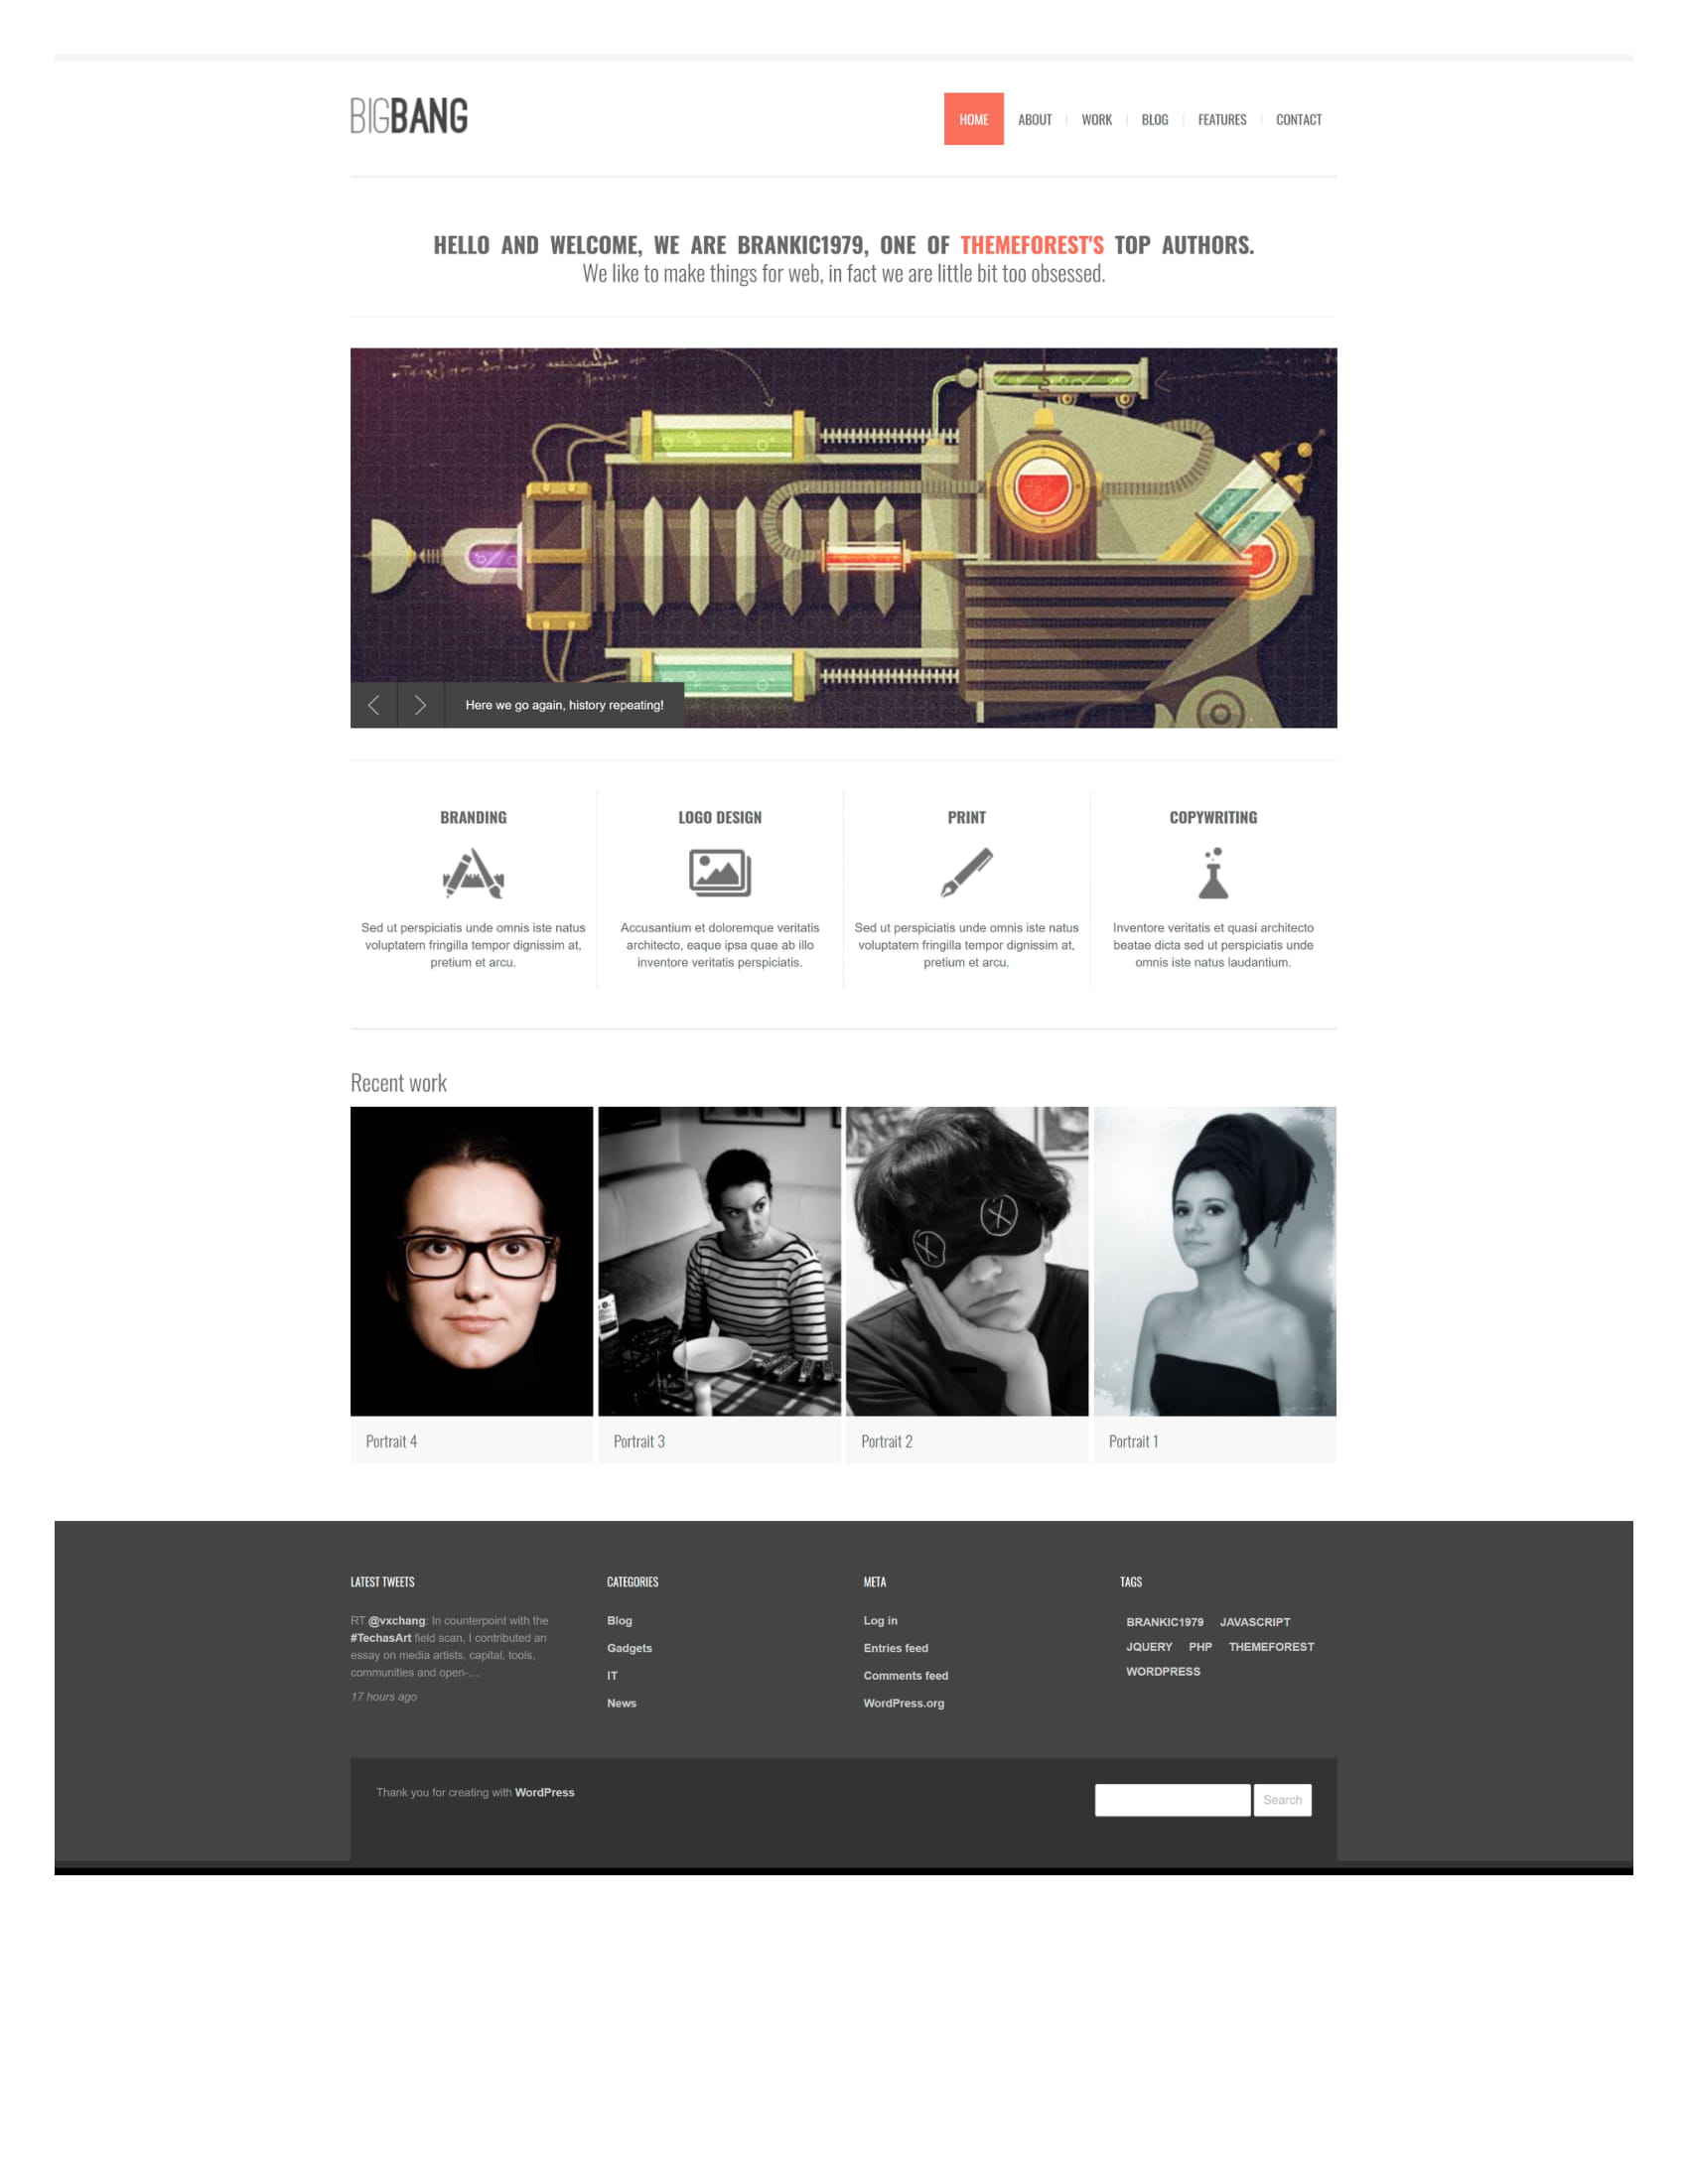 BIGBANG
HOME ABOUT WORK BLOG FEATURES CONTACT
HELLO AND WELCOME, WE ARE BRANKIC1979, ONE OF THEMEFOREST'S TOP AUTHORS.
We like to make things for web, in fact we are little bit too obsessed.
Here we go again, history repeating!
BRANDING
Sed ut perspiciatis unde omnis iste natus
voluptatem fringilla tempor dignissim at,
pretium et arcu.
LOGO DESIGN
Accusantium et doloremque veritatis
architecto, eaque ipsa quae ab illo
inventore veritatis perspiciatis.
PRINT
Sed ut perspiciatis unde omnis iste natus
voluptatem fringilla tempor dignissim at,
pretium et arcu.
COPYWRITING
Inventore veritatis et quasi architecto
beatae dicta sed ut perspiciatis unde
omnis iste natus laudantium.
Recent work
Portrait 4
Portrait 3
Portrait 2
Portrait 1
LATEST TWEETS
RT @vxchang: In counterpoint with the
#TechasArt field scan, I contributed an
essay on media artists, capital, tools,
communities and open-…
17 hours ago
CATEGORIES
Blog
Gadgets
IT
News
META
Log in
Entries feed
Comments feed
WordPress.org
TAGS
BRANKIC1979 JAVASCRIPT
JQUERY PHP THEMEFOREST
WORDPRESS
Thank you for creating with WordPress
Search